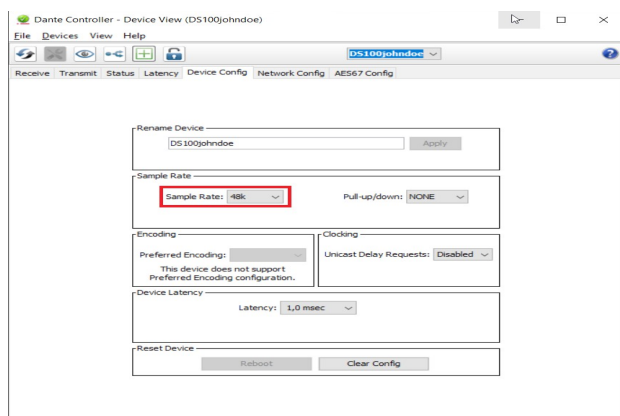 Dante Controller - Device View (DS100johndoe)
File Devices View Help
DS100johndoe
Receive Transmit Status Latency Device Config Network Config AES67 Config
Rename Device
DS100johndoe Apply
Sample Rate
Sample Rate: 48k Pull-up/down: NONE
Encoding Clocking
Preferred Encoding: Unicast Delay Requests: Disabled
This device does not support
Preferred Encoding configuration.
Device Latency
Latency: 1,0 msec
Reset Device
Reboot Clear Config